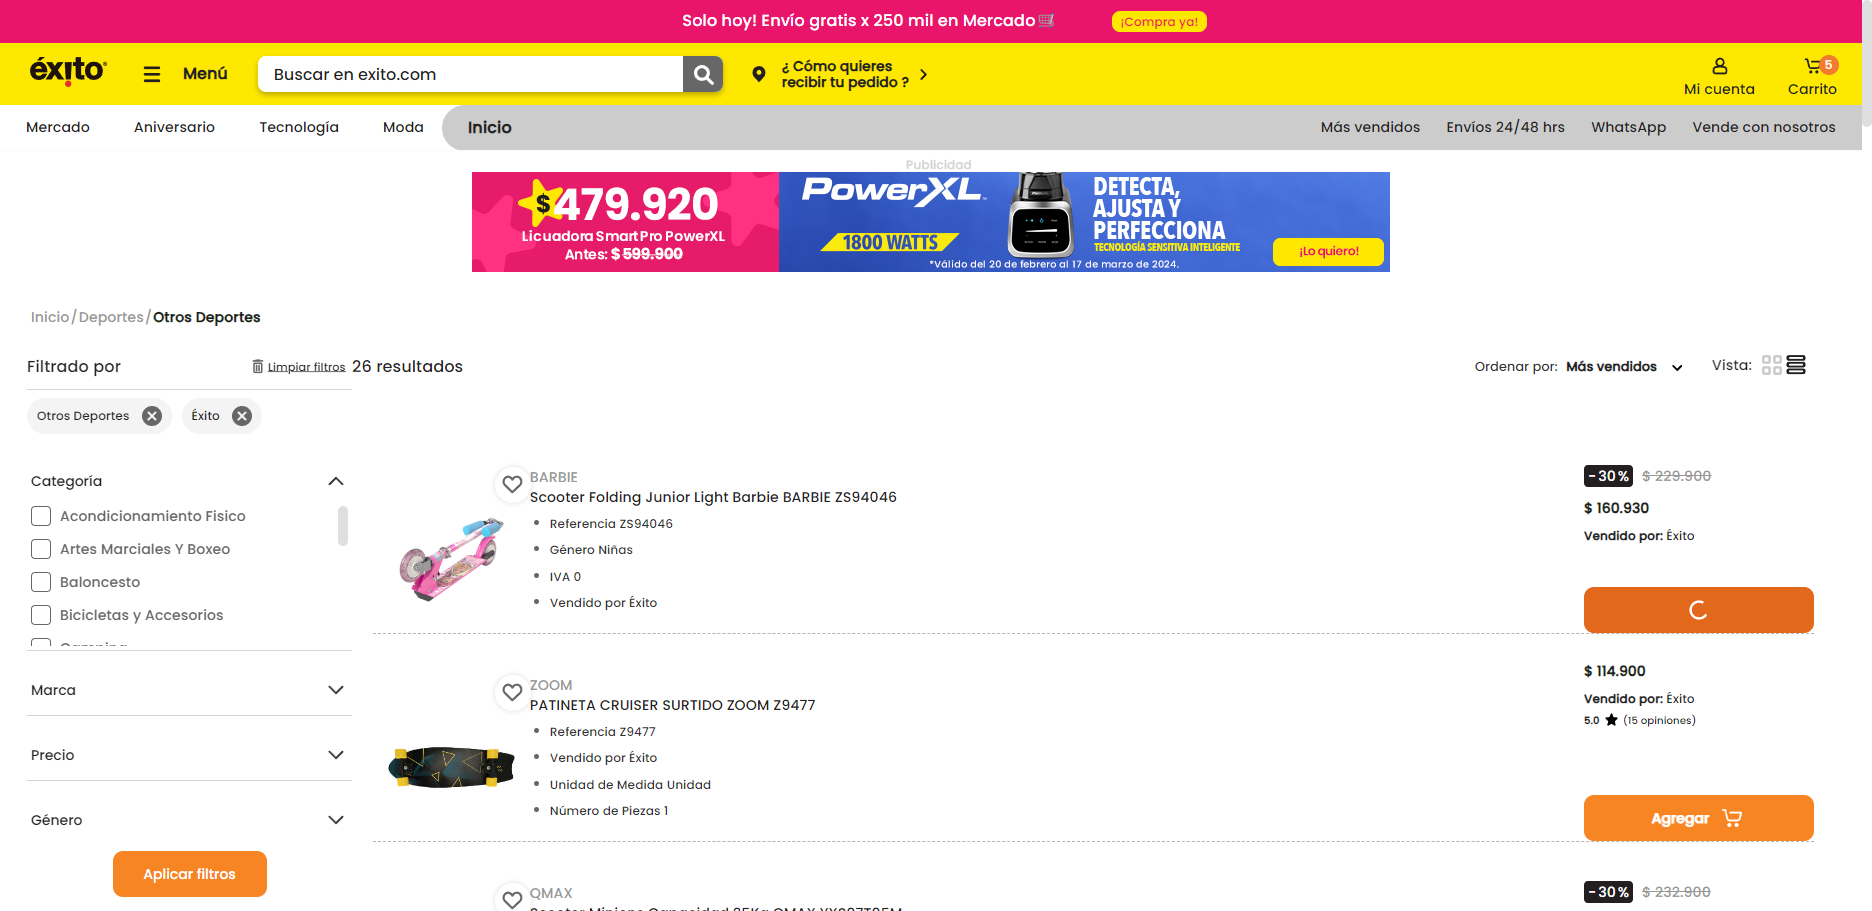 Solo hoy! Envío gratis x 250 mil en Mercado
¡Compra ya!
éxito
Menú
Buscar en exito.com
¿ Cómo quieres
recibir tu pedido ?
Mi cuenta
5
Carrito
Mercado
Aniversario
Tecnología
Moda
Inicio
Más vendidos
Envíos 24/48 hrs
WhatsApp
Vende con nosotros
Publicidad
$479.920
Licuadora SmartPro PowerXL
Antes: $ 599.900
PowerXL
1800 WATTS
DETECTA,
AJUSTA Y
PERFECCIONA
TECNOLOGÍA SENSITIVA INTELIGENTE
¡Lo quiero!
*Válido del 20 de febrero al 17 de marzo de 2024.
Inicio/Deportes/Otros Deportes
Filtrado por
Limpiar filtros
26 resultados
Ordenar por: Más vendidos
Vista:
Otros Deportes
Éxito
Categoría
Acondicionamiento Fisico
Artes Marciales Y Boxeo
Baloncesto
Bicicletas y Accesorios
Marca
Precio
Género
Aplicar filtros
BARBIE
Scooter Folding Junior Light Barbie BARBIE ZS94046
Referencia ZS94046
Género Niñas
IVA 0
Vendido por Éxito
-30%
$ 229.900
$ 160.930
Vendido por: Éxito
ZOOM
PATINETA CRUISER SURTIDO ZOOM Z9477
Referencia Z9477
Vendido por Éxito
Unidad de Medida Unidad
Número de Piezas 1
$ 114.900
Vendido por: Éxito
5.0 ★ (15 opiniones)
Agregar
QMAX
-30%
$ 232.900